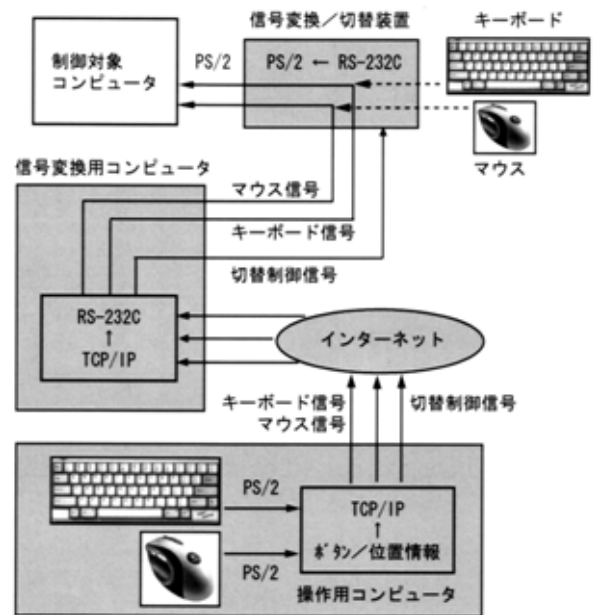 信号変換／切替装置
キーボード
制御対象
コンピュータ
PS/2
PS/2 ← RS-232C
マウス
信号変換用コンピュータ
マウス信号
キーボード信号
切替制御信号
RS-232C
↑
TCP/IP
インターネット
キーボード信号
マウス信号
切替制御信号
PS/2
TCP/IP
↑
ボタン／位置情報
PS/2
操作用コンピュータ